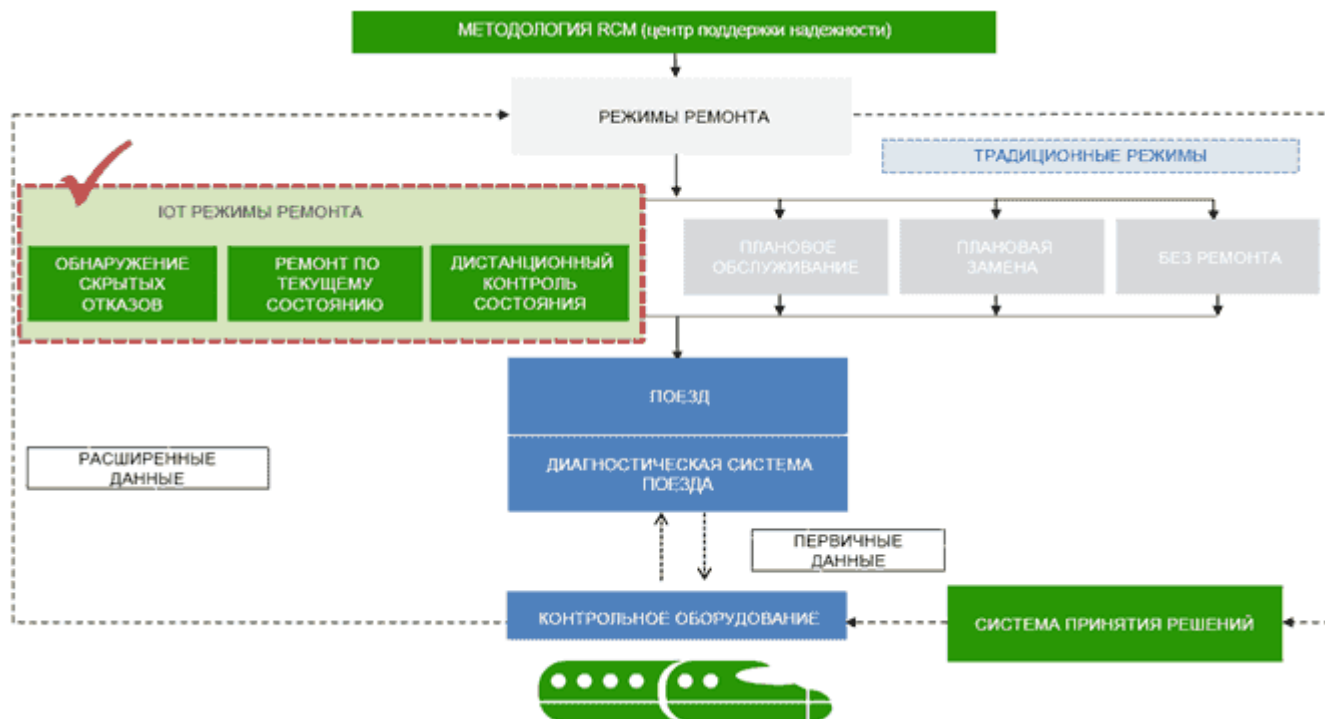 МЕТОДОЛОГИЯ RCM (центр поддержки надежности)
РЕЖИМЫ РЕМОНТА
ТРАДИЦИОННЫЕ РЕЖИМЫ
IOT РЕЖИМЫ РЕМОНТА
ОБНАРУЖЕНИЕ
СКРЫТЫХ
ОТКАЗОВ
РЕМОНТ ПО
ТЕКУЩЕМУ
СОСТОЯНИЮ
ДИСТАНЦИОННЫЙ
КОНТРОЛЬ
СОСТОЯНИЯ
ПЛАНОВОЕ
ОБСЛУЖИВАНИЕ
ПЛАНОВАЯ
ЗАМЕНА
БЕЗ РЕМОНТА
ПОЕЗД
ДИАГНОСТИЧЕСКАЯ СИСТЕМА
ПОЕЗДА
РАСШИРЕННЫЕ
ДАННЫЕ
ПЕРВИЧНЫЕ
ДАННЫЕ
КОНТРОЛЬНОЕ ОБОРУДОВАНИЕ
СИСТЕМА ПРИНЯТИЯ РЕШЕНИЙ